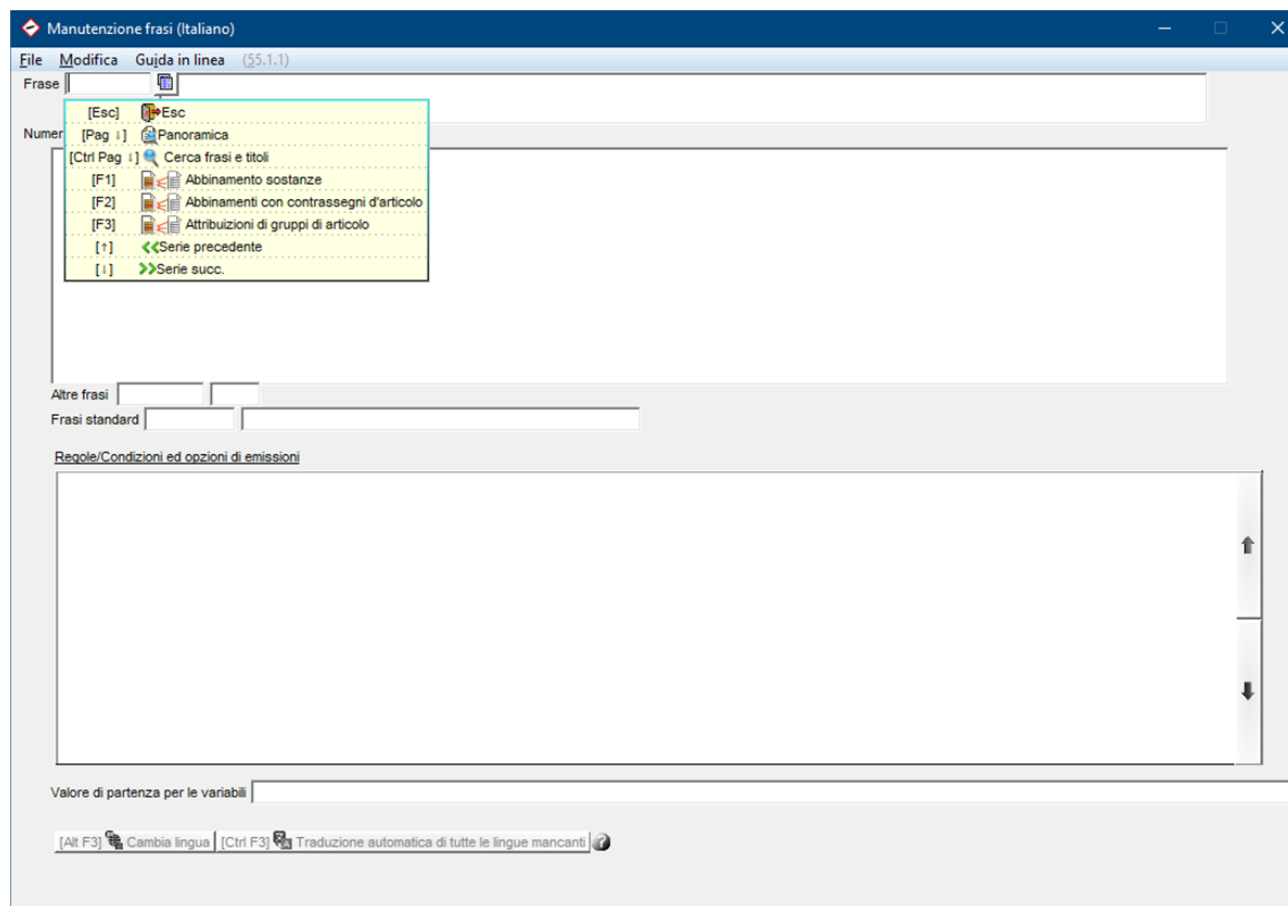 Manutenzione frasi (Italiano)
File Modifica Guida in linea (55.1.1)
Frase
[Esc] Esc
Numer [Pag ↓] Panoramica
[Ctrl Pag ↓] Cerca frasi e titoli
[F1] Abbinamento sostanze
[F2] Abbinamenti con contrassegni d'articolo
[F3] Attribuzioni di gruppi di articolo
[↑] <<Serie precedente
[↓] >>Serie succ.
Altre frasi
Frasi standard
Regole/Condizioni ed opzioni di emissioni
Valore di partenza per le variabili
[Alt F3] Cambia lingua [Ctrl F3] Traduzione automatica di tutte le lingue mancanti ?